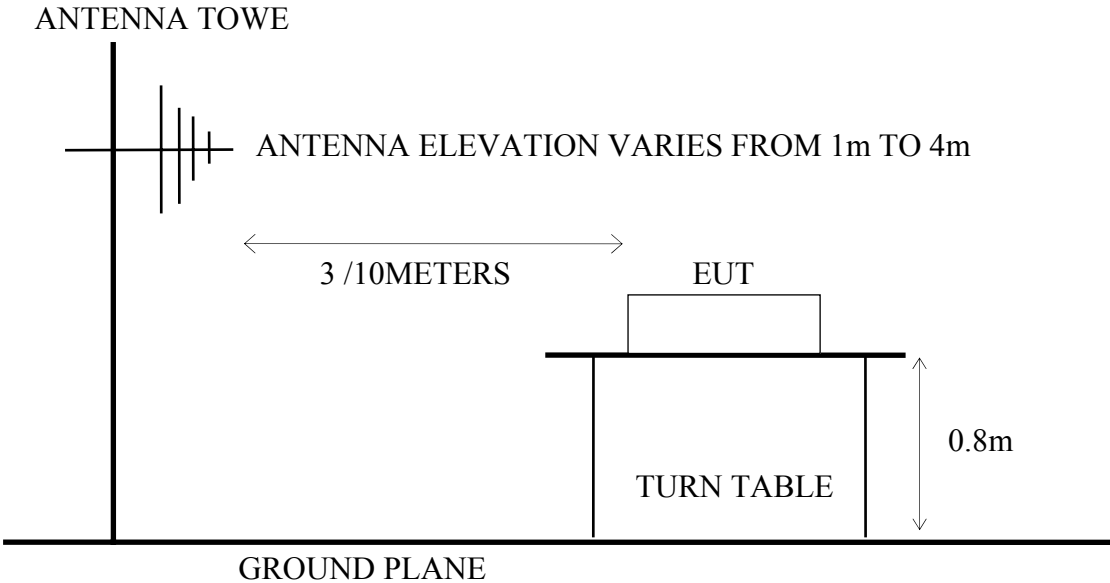 ANTENNA TOWE
ANTENNA ELEVATION VARIES FROM 1m TO 4m
3 /10METERS
EUT
0.8m
TURN TABLE
GROUND PLANE